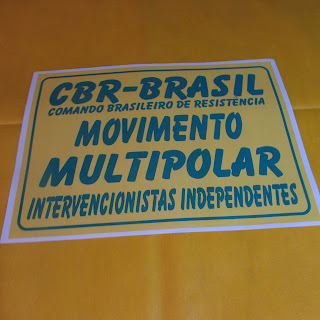 CBR-BRASIL
COMANDO BRASILEIRO DE RESISTENCIA
MOVIMENTO
MULTIPOLAR
INTERVENCIONISTAS INDEPENDENTES